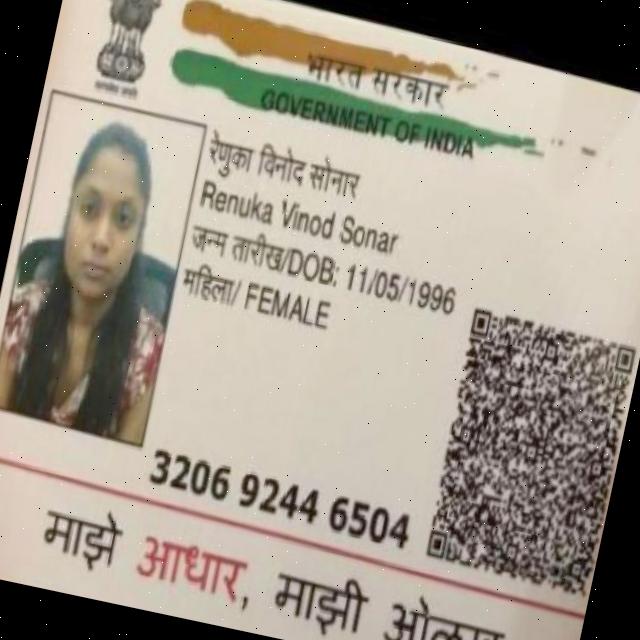 भारत सरकार
GOVERNMENT OF INDIA
रेणुका विनोद सोनार
Renuka Vinod Sonar
जन्म तारीख/DOB: 11/05/1996
महिला/ FEMALE
3206 9244 6504
माझे आधार, माझी ओळख